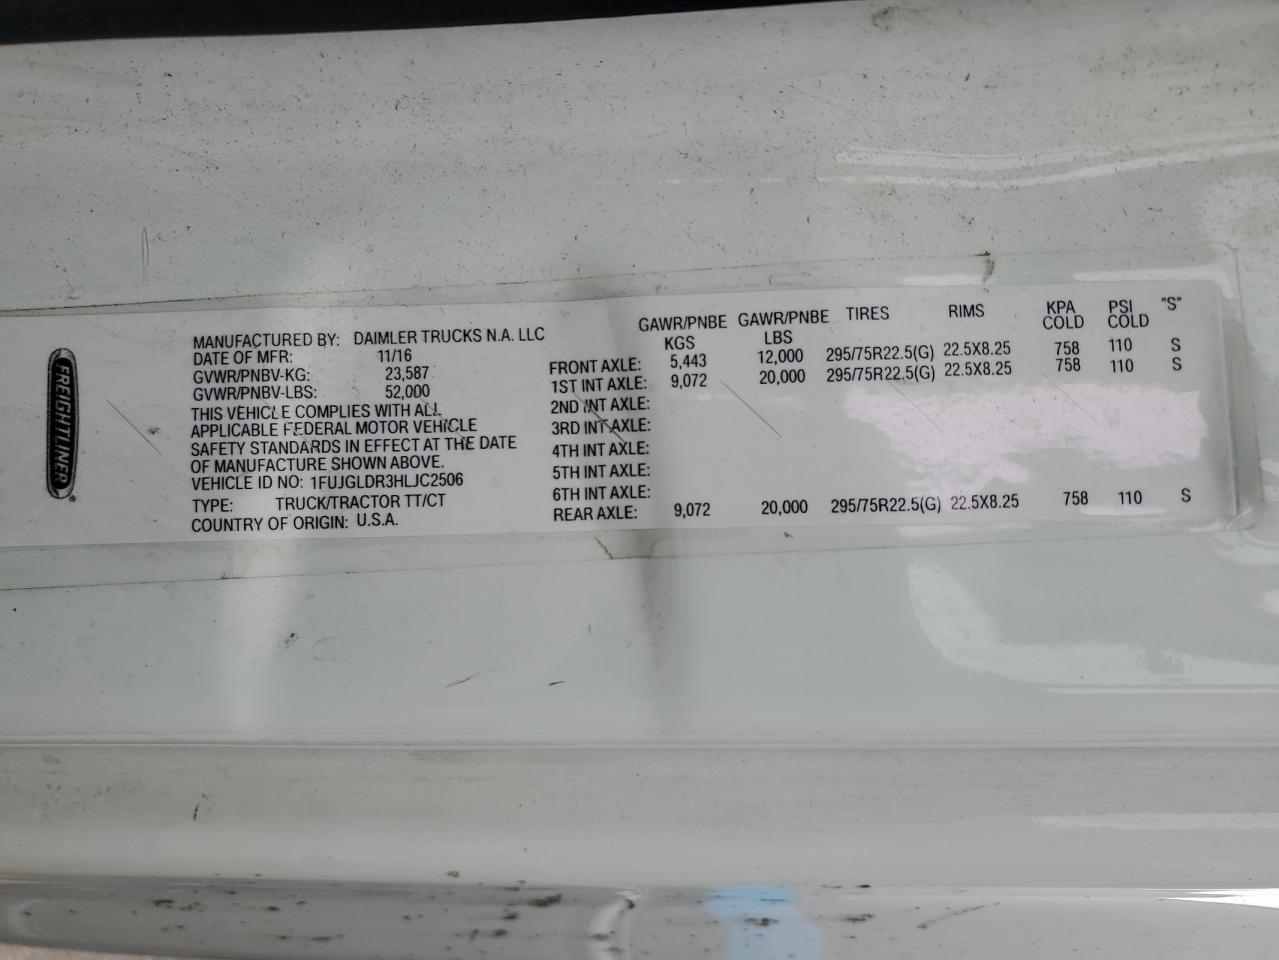 FREIGHTLINER®
MANUFACTURED BY: DAIMLER TRUCKS N.A. LLC
DATE OF MFR: 11/16
GVWR/PNBV-KG: 23,587
GVWR/PNBV-LBS: 52,000
THIS VEHICLE COMPLIES WITH ALL
APPLICABLE FEDERAL MOTOR VEHICLE
SAFETY STANDARDS IN EFFECT AT THE DATE
OF MANUFACTURE SHOWN ABOVE.
VEHICLE ID NO: 1FUJGLDR3HLJC2506
TYPE: TRUCK/TRACTOR TT/CT
COUNTRY OF ORIGIN: U.S.A.
GAWR/PNBE GAWR/PNBE TIRES RIMS KPA PSI "S"
KGS LBS COLD COLD
FRONT AXLE: 5,443 12,000 295/75R22.5(G) 22.5X8.25 758 110 S
1ST INT AXLE: 9,072 20,000 295/75R22.5(G) 22.5X8.25 758 110 S
2ND INT AXLE:
3RD INT AXLE:
4TH INT AXLE:
5TH INT AXLE:
6TH INT AXLE:
REAR AXLE: 9,072 20,000 295/75R22.5(G) 22.5X8.25 758 110 S